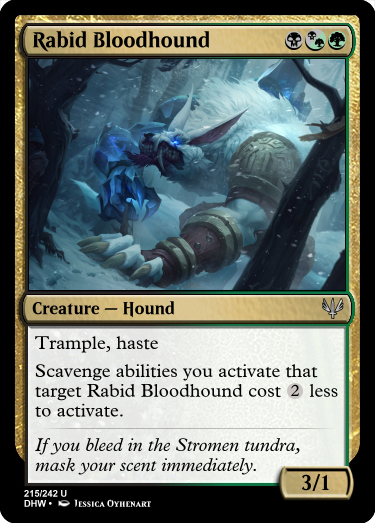 Rabid Bloodhound
Creature — Hound
Trample, haste
Scavenge abilities you activate that
target Rabid Bloodhound cost 2 less
to activate.
If you bleed in the Stromen tundra,
mask your scent immediately.
3/1
215/242 U
DHW • Jessica Oyhenart